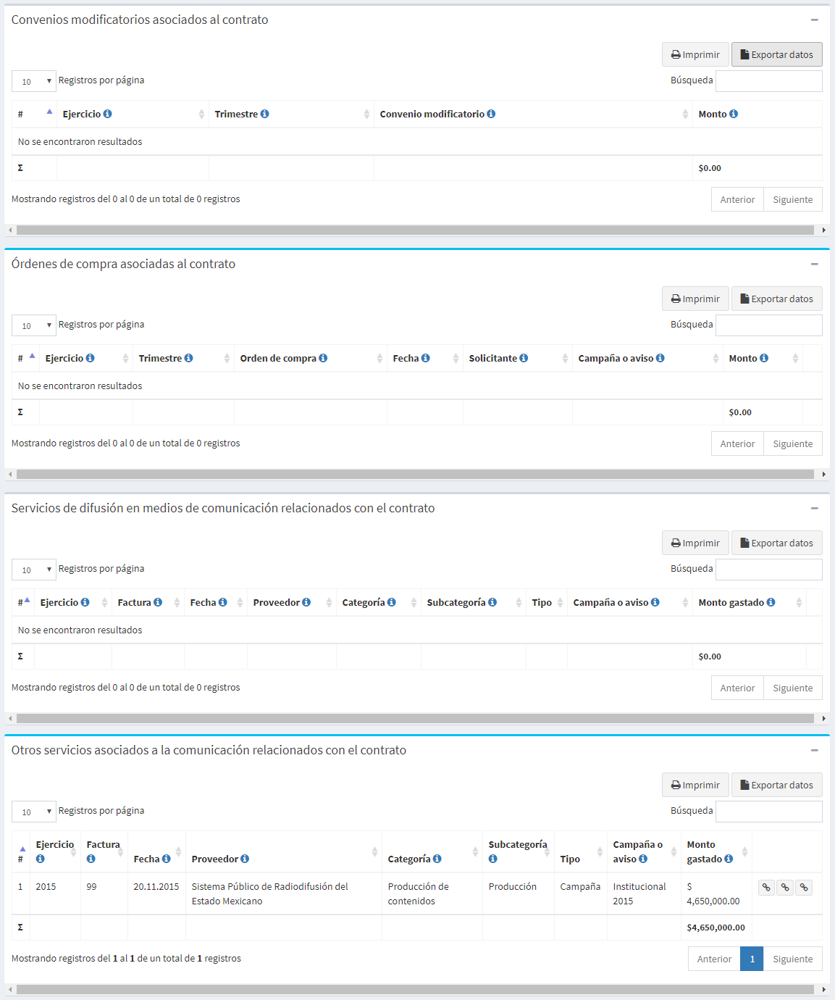 Convenios modificatorios asociados al contrato
Imprimir Exportar datos
10 Registros por página Búsqueda
# Ejercicio Trimestre Convenio modificatorio Monto
No se encontraron resultados
Σ $0.00
Mostrando registros del 0 al 0 de un total de 0 registros Anterior Siguiente
Órdenes de compra asociadas al contrato
Imprimir Exportar datos
10 Registros por página Búsqueda
# Ejercicio Trimestre Orden de compra Fecha Solicitante Campaña o aviso Monto
No se encontraron resultados
Σ $0.00
Mostrando registros del 0 al 0 de un total de 0 registros Anterior Siguiente
Servicios de difusión en medios de comunicación relacionados con el contrato
Imprimir Exportar datos
10 Registros por página Búsqueda
# Ejercicio Factura Fecha Proveedor Categoría Subcategoría Tipo Campaña o aviso Monto gastado
No se encontraron resultados
Σ $0.00
Mostrando registros del 0 al 0 de un total de 0 registros Anterior Siguiente
Otros servicios asociados a la comunicación relacionados con el contrato
Imprimir Exportar datos
10 Registros por página Búsqueda
Ejercicio Factura Subcategoría Campaña o Monto
# Fecha Proveedor Categoría Tipo aviso gastado
1 2015 99 20.11.2015 Sistema Público de Radiodifusión del Producción de Producción Campaña Institucional $
Estado Mexicano contenidos 2015 4,650,000.00
Σ $4,650,000.00
Mostrando registros del 1 al 1 de un total de 1 registros Anterior 1 Siguiente